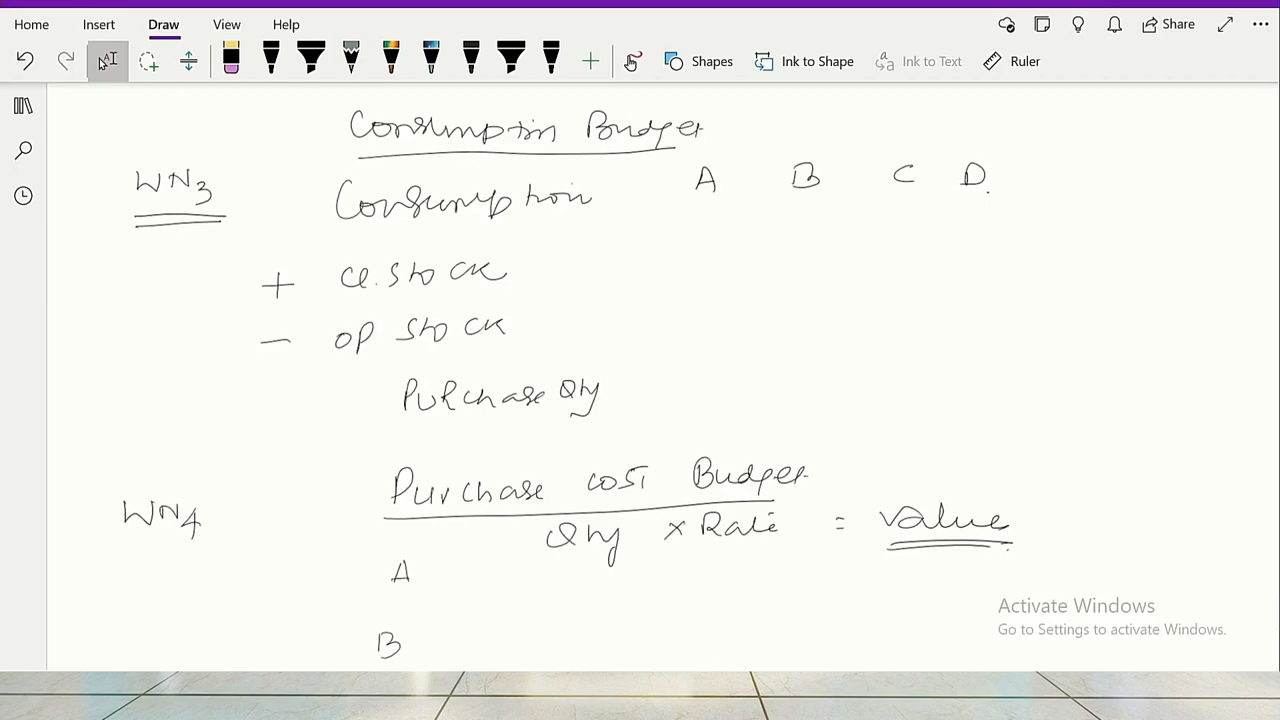 Home Insert Draw View Help Share
Shapes Ink to Shape Ink to Text Ruler
Consumption Budget
WN3 Consumption A B C D.
+ Cl. Stock
- OP Stock
Purchase Qty
WN4 Purchase cost Budget
Qty × Rate = Value
A
B
Activate Windows
Go to Settings to activate Windows.